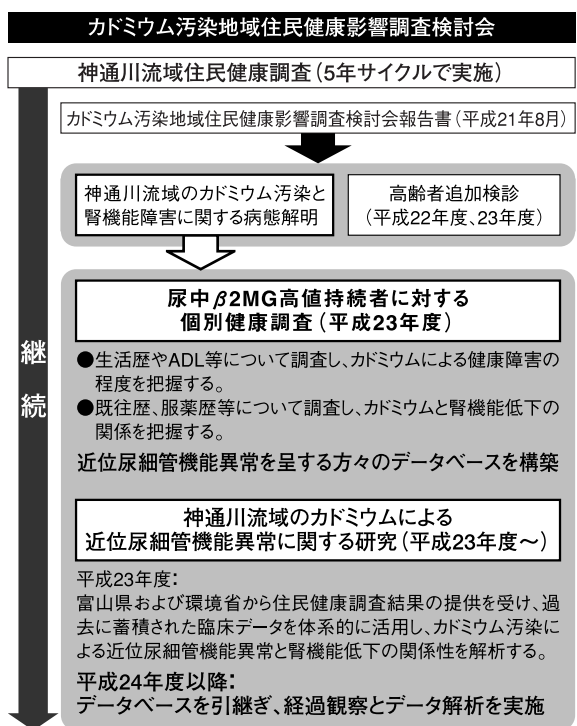 カドミウム汚染地域住民健康影響調査検討会
神通川流域住民健康調査（5年サイクルで実施）
カドミウム汚染地域住民健康影響調査検討会報告書（平成21年8月）
神通川流域のカドミウム汚染と
腎機能障害に関する病態解明
高齢者追加検診
（平成22年度、23年度）
尿中β2MG高値持続者に対する
個別健康調査（平成23年度）
継続
●生活歴やADL等について調査し、カドミウムによる健康障害の
程度を把握する。
●既往歴、服薬歴等について調査し、カドミウムと腎機能低下の
関係を把握する。
近位尿細管機能異常を呈する方々のデータベースを構築
神通川流域のカドミウムによる
近位尿細管機能異常に関する研究（平成23年度～）
平成23年度：
富山県および環境省から住民健康調査結果の提供を受け、過
去に蓄積された臨床データを体系的に活用し、カドミウム汚染に
よる近位尿細管機能異常と腎機能低下の関係性を解析する。
平成24年度以降：
データベースを引継ぎ、経過観察とデータ解析を実施